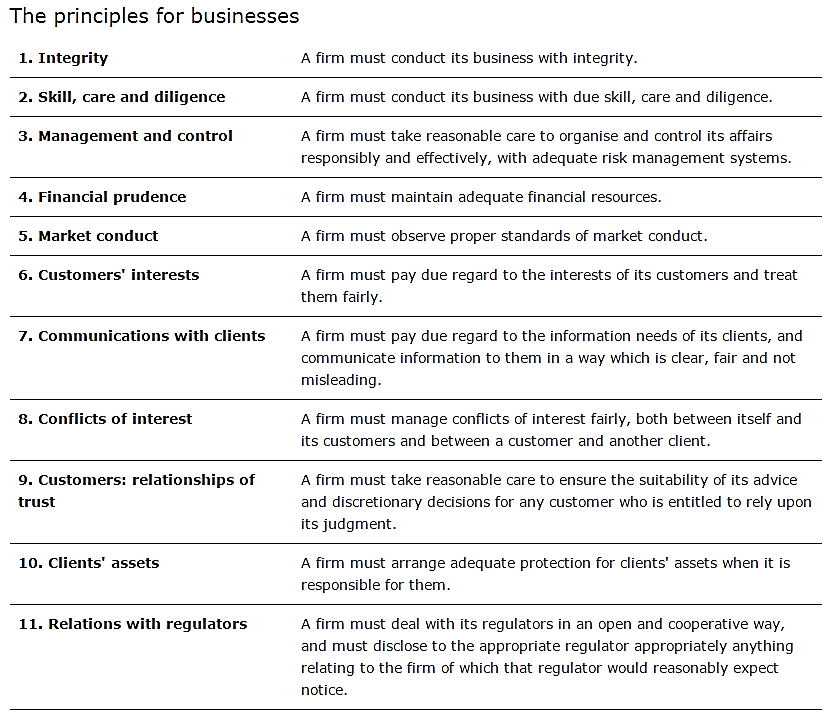 The principles for businesses
1. Integrity
A firm must conduct its business with integrity.
2. Skill, care and diligence
A firm must conduct its business with due skill, care and diligence.
3. Management and control
A firm must take reasonable care to organise and control its affairs
responsibly and effectively, with adequate risk management systems.
4. Financial prudence
A firm must maintain adequate financial resources.
5. Market conduct
A firm must observe proper standards of market conduct.
6. Customers' interests
A firm must pay due regard to the interests of its customers and treat
them fairly.
7. Communications with clients
A firm must pay due regard to the information needs of its clients, and
communicate information to them in a way which is clear, fair and not
misleading.
8. Conflicts of interest
A firm must manage conflicts of interest fairly, both between itself and
its customers and between a customer and another client.
9. Customers: relationships of
trust
A firm must take reasonable care to ensure the suitability of its advice
and discretionary decisions for any customer who is entitled to rely upon
its judgment.
10. Clients' assets
A firm must arrange adequate protection for clients' assets when it is
responsible for them.
11. Relations with regulators
A firm must deal with its regulators in an open and cooperative way,
and must disclose to the appropriate regulator appropriately anything
relating to the firm of which that regulator would reasonably expect
notice.